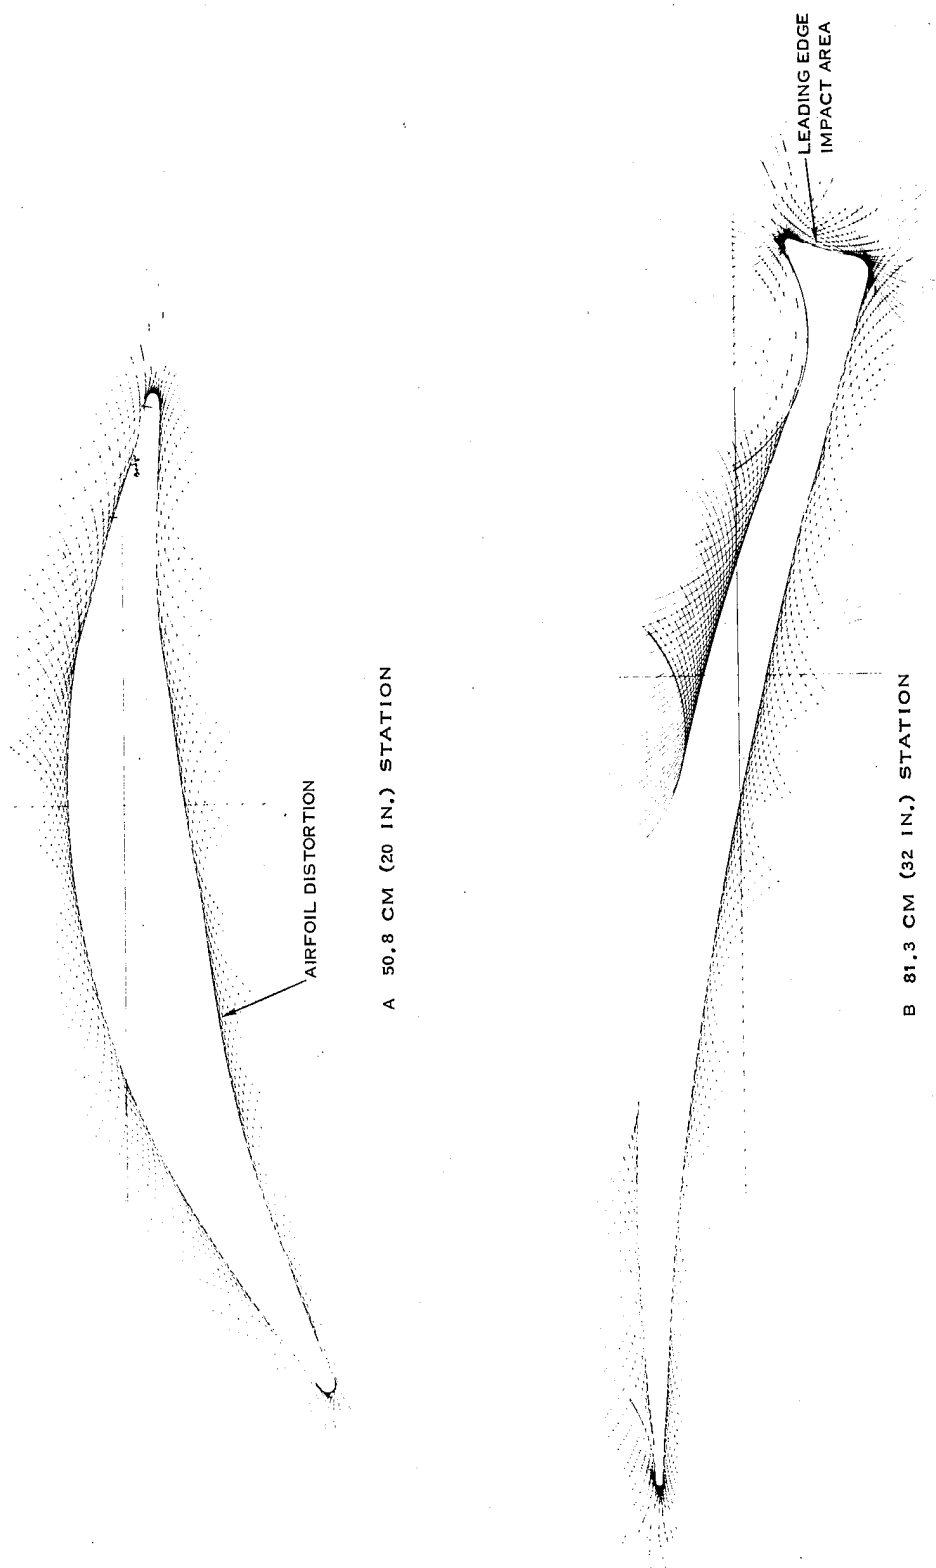 AIRFOIL DISTORTION
A 50.8 CM (20 IN.) STATION
LEADING EDGE
IMPACT AREA
B 81.3 CM (32 IN.) STATION